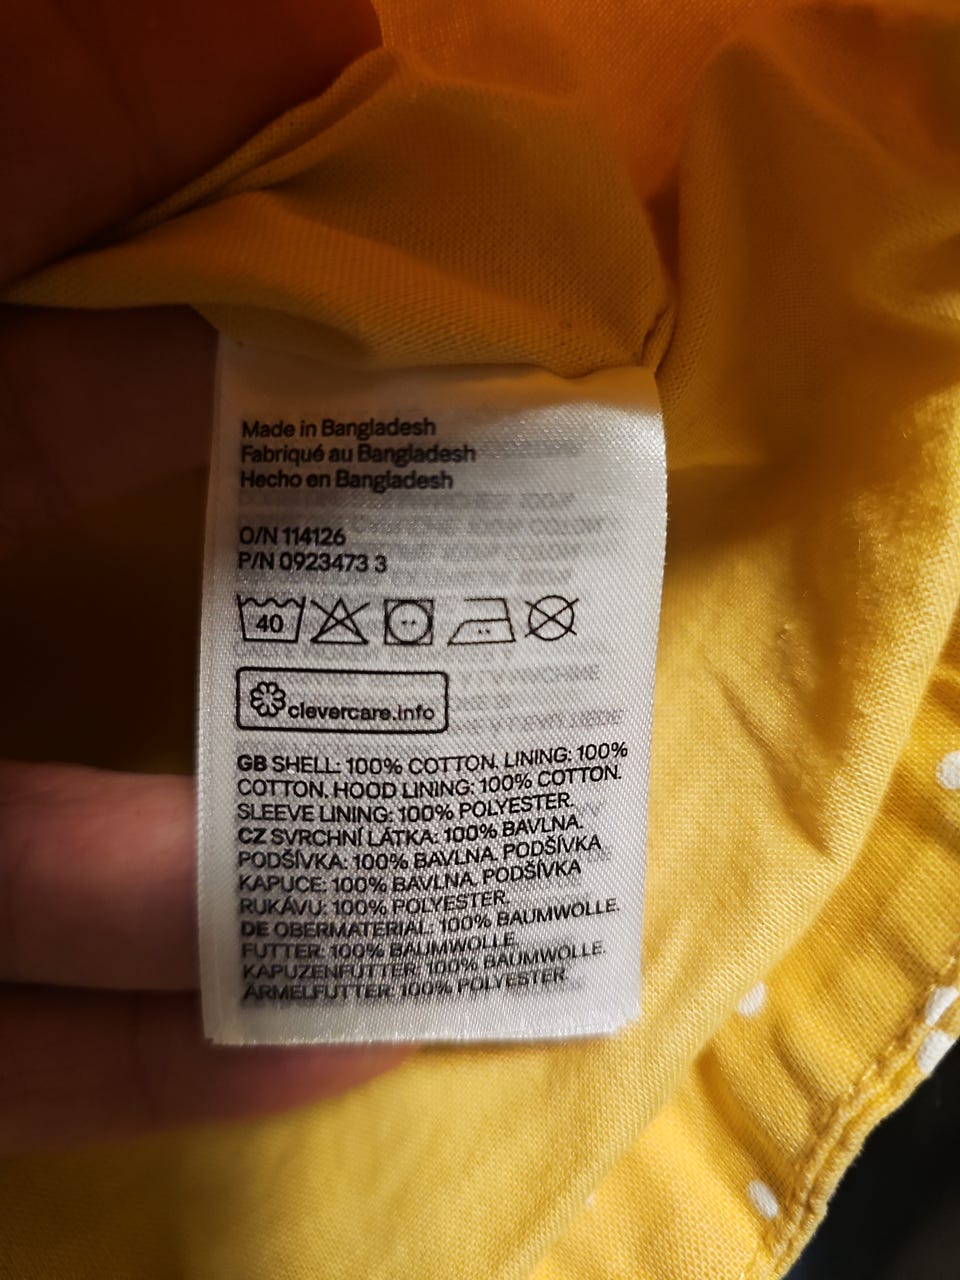 Made in Bangladesh
Fabriqué au Bangladesh
Hecho en Bangladesh
O/N 114126
P/N 0923473 3
40
clevercare.info
GB SHELL: 100% COTTON. LINING: 100%
COTTON. HOOD LINING: 100% COTTON.
SLEEVE LINING: 100% POLYESTER.
CZ SVRCHNÍ LÁTKA: 100% BAVLNA.
PODŠÍVKA: 100% BAVLNA. PODŠÍVKA
KAPUCE: 100% BAVLNA. PODŠÍVKA
RUKÁVU: 100% POLYESTER.
DE OBERMATERIAL: 100% BAUMWOLLE.
FUTTER: 100% BAUMWOLLE.
KAPUZENFUTTER: 100% BAUMWOLLE.
ÄRMELFUTTER: 100% POLYESTER